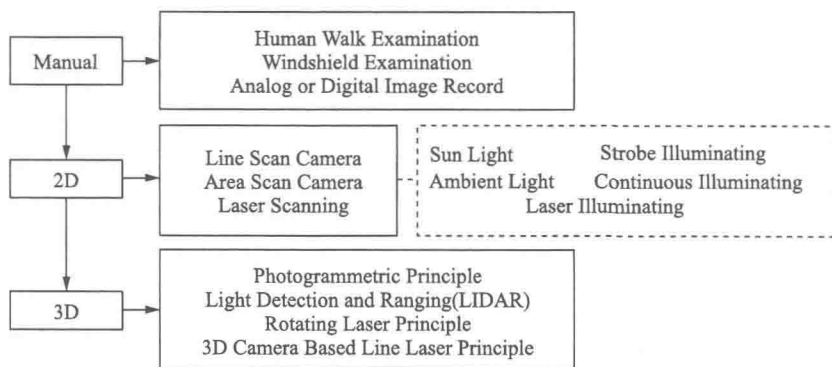 Manual
Human Walk Examination
Windshield Examination
Analog or Digital Image Record
2D
Line Scan Camera
Area Scan Camera
Laser Scanning
Sun Light Strobe Illuminating
Ambient Light Continuous Illuminating
Laser Illuminating
3D
Photogrammetric Principle
Light Detection and Ranging(LIDAR)
Rotating Laser Principle
3D Camera Based Line Laser Principle